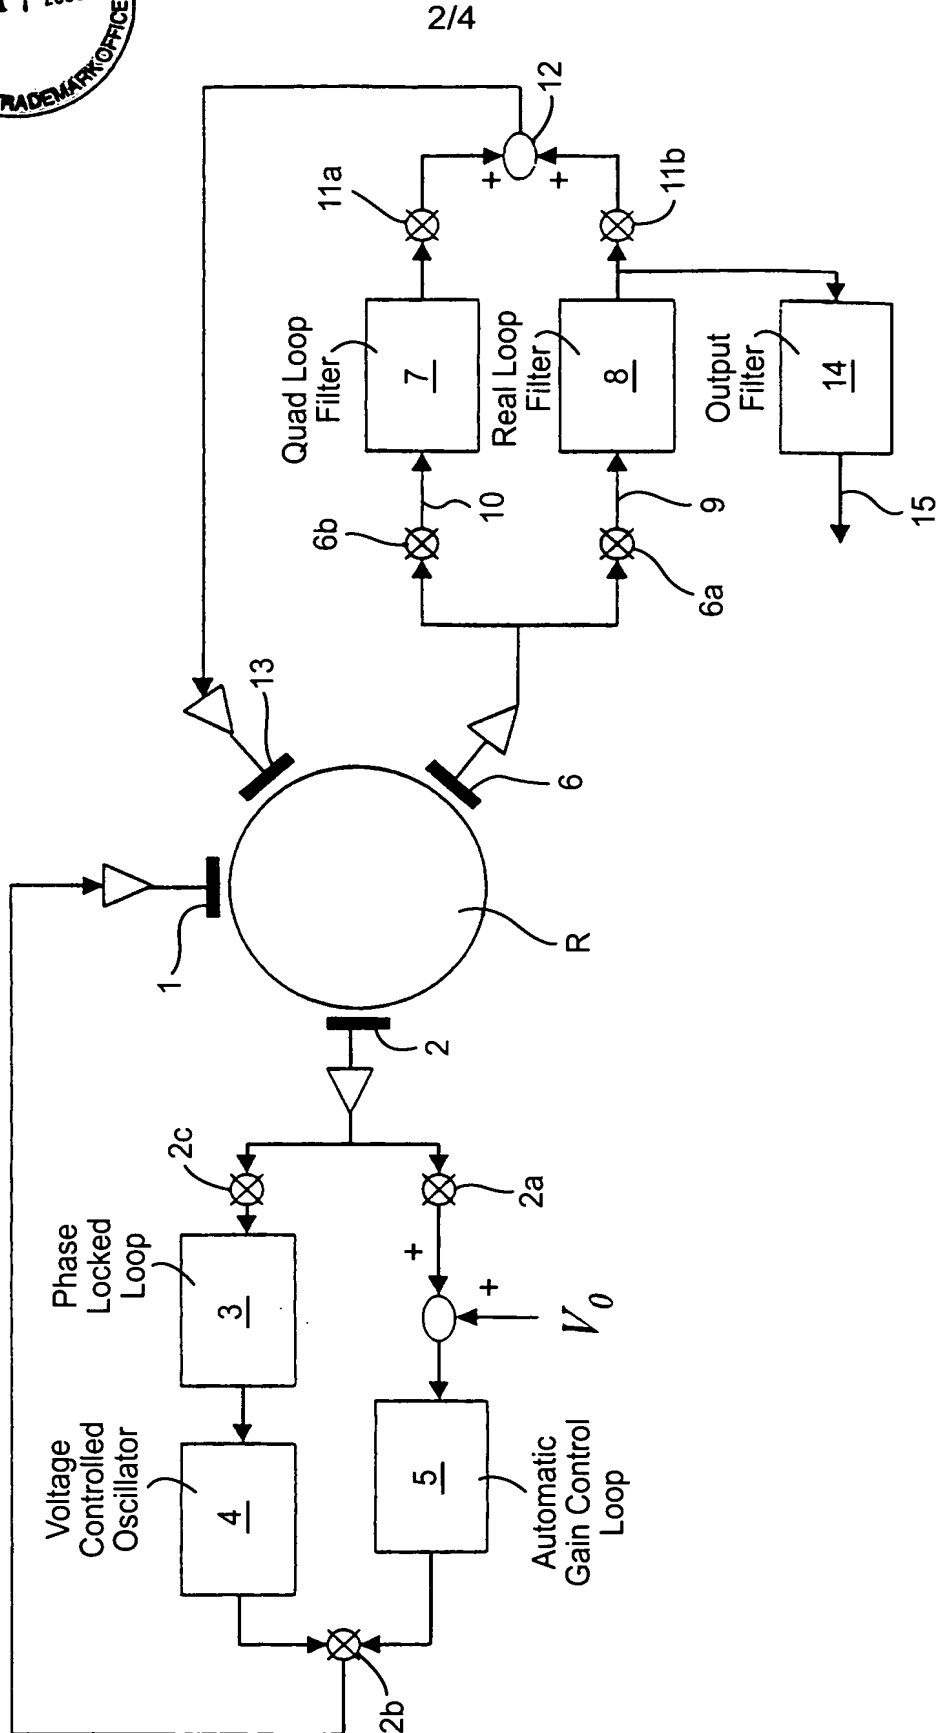 2/4
TRADEMARK OFFICE
12
11a
11b
+
+
Quad Loop
Filter
7
Real Loop
Filter
8
Output
Filter
14
6b
10
9
6a
15
13
6
1
R
2
2c
2a
Phase
Locked
Loop
3
+
+
V0
Voltage
Controlled
Oscillator
4
5
Automatic
Gain Control
Loop
2b